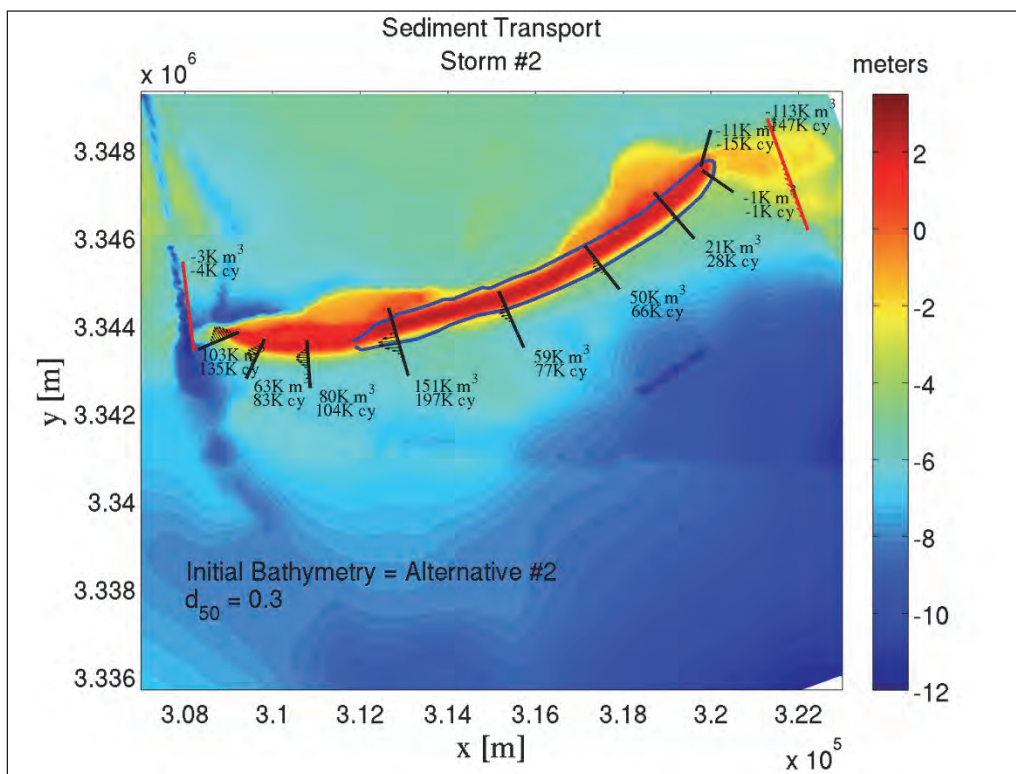 Sediment Transport
Storm #2
x 10^6
meters
3.348
3.346
3.344
3.342
3.34
3.338
3.336
y [m]
-113K m^3
-147K cy
-11K m^3
-15K cy
-1K m^3
-1K cy
21K m^3
28K cy
50K m^3
66K cy
59K m^3
77K cy
151K m^3
197K cy
80K m^3
104K cy
63K m^3
83K cy
103K m
135K cy
-3K m^3
-4K cy
Initial Bathymetry = Alternative #2
d_50 = 0.3
3.08
3.1
3.12
3.14
3.16
3.18
3.2
3.22
x [m]
x 10^5
2
0
-2
-4
-6
-8
-10
-12